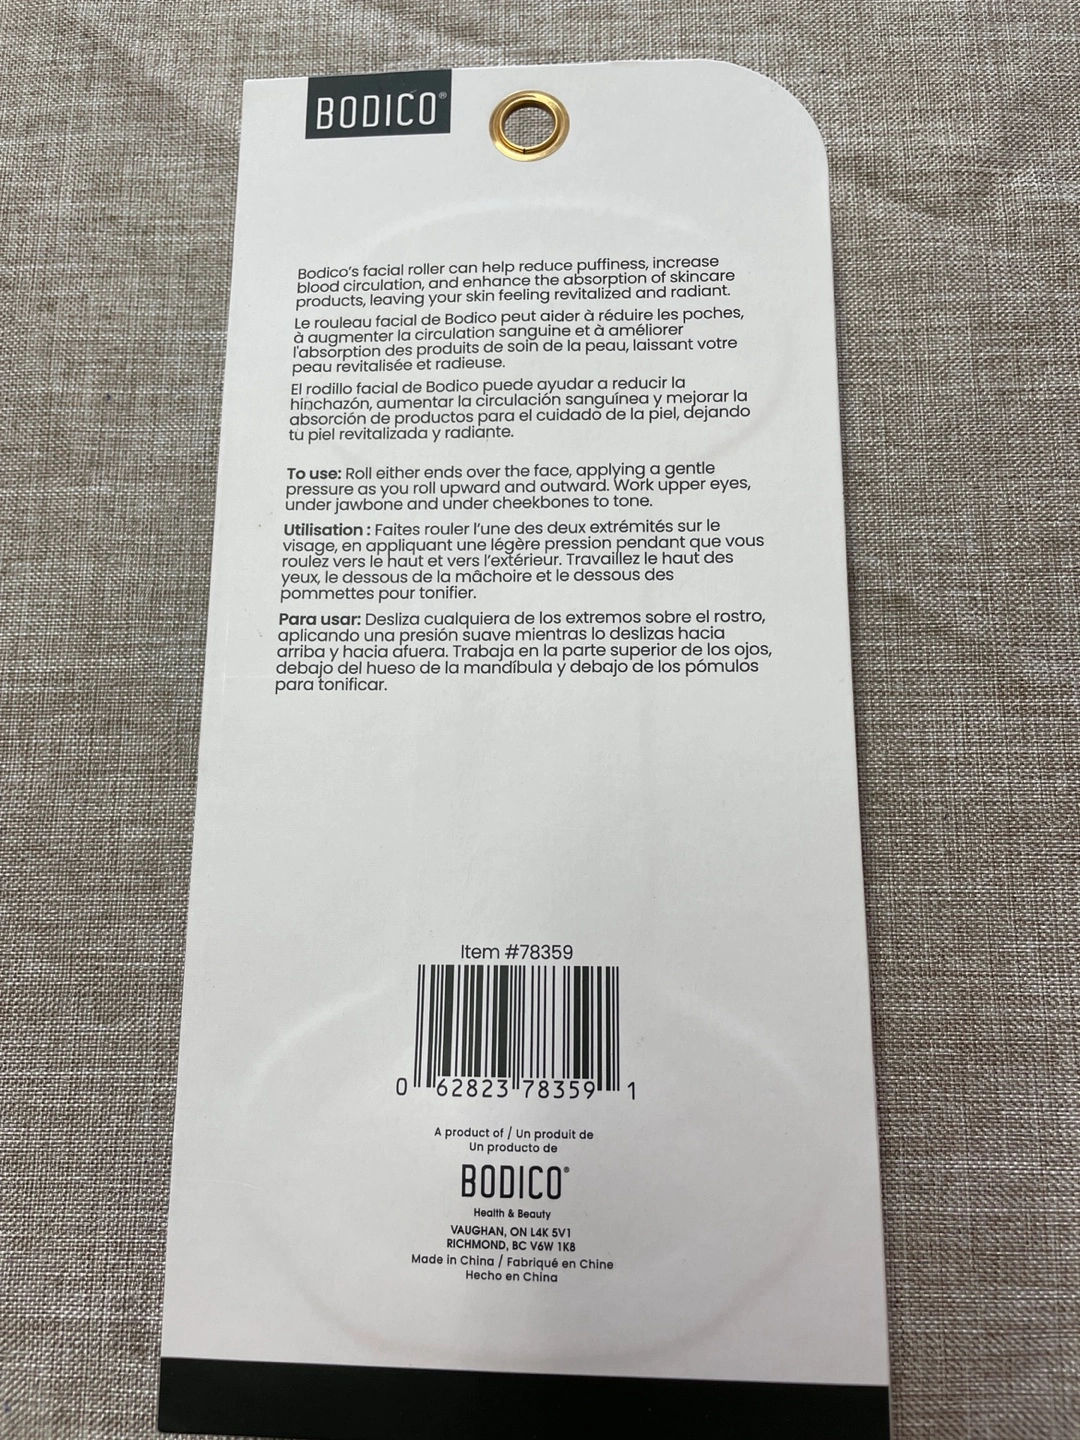 BODICO®
Bodico's facial roller can help reduce puffiness, increase
blood circulation, and enhance the absorption of skincare
products, leaving your skin feeling revitalized and radiant.
Le rouleau facial de Bodico peut aider à réduire les poches,
à augmenter la circulation sanguine et à améliorer
l'absorption des produits de soin de la peau, laissant votre
peau revitalisée et radieuse.
El rodillo facial de Bodico puede ayudar a reducir la
hinchazón, aumentar la circulación sanguínea y mejorar la
absorción de productos para el cuidado de la piel, dejando
tu piel revitalizada y radiante.
To use: Roll either ends over the face, applying a gentle
pressure as you roll upward and outward. Work upper eyes,
under jawbone and under cheekbones to tone.
Utilisation : Faites rouler l'une des deux extrémités sur le
visage, en appliquant une légère pression pendant que vous
roulez vers le haut et vers l'extérieur. Travaillez le haut des
yeux, le dessous de la mâchoire et le dessous des
pommettes pour tonifier.
Para usar: Desliza cualquiera de los extremos sobre el rostro,
aplicando una presión suave mientras lo deslizas hacia
arriba y hacia afuera. Trabaja en la parte superior de los ojos,
debajo del hueso de la mandíbula y debajo de los pómulos
para tonificar.
Item #78359
0 62823 78359 1
A product of / Un produit de
Un producto de
BODICO®
Health & Beauty
VAUGHAN, ON L4K 5V1
RICHMOND, BC V6W 1K8
Made in China / Fabriqué en Chine
Hecho en China